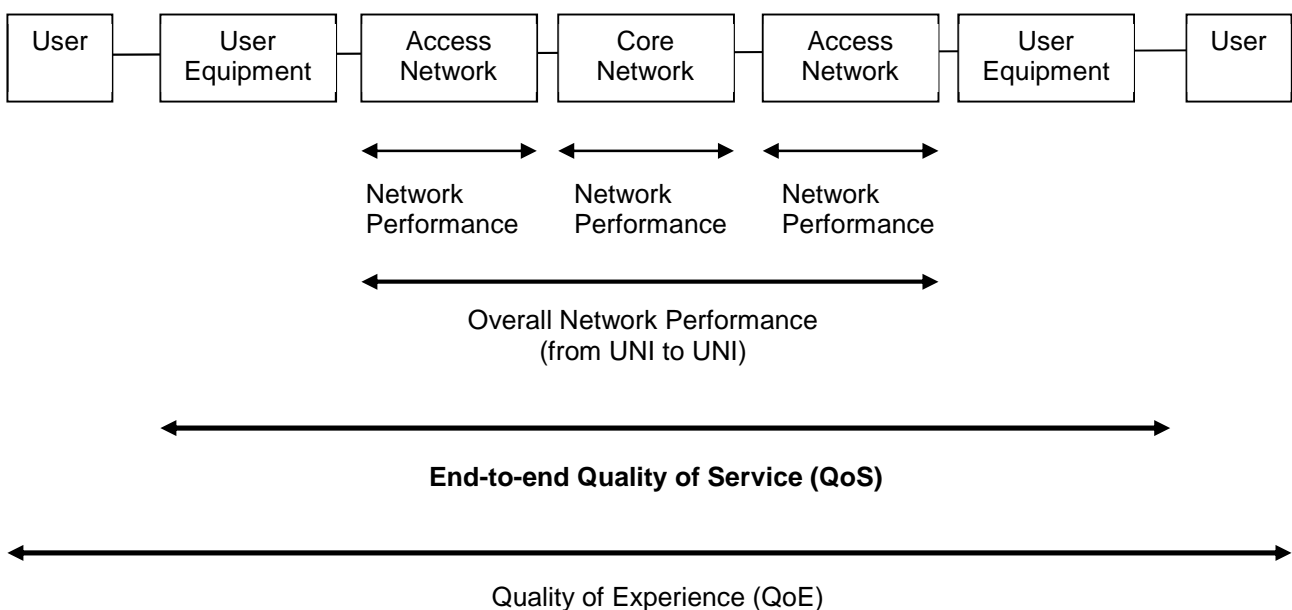 User
User
Equipment
Access
Network
Core
Network
Access
Network
User
Equipment
User
Network
Performance
Network
Performance
Network
Performance
Overall Network Performance
(from UNI to UNI)
End-to-end Quality of Service (QoS)
Quality of Experience (QoE)